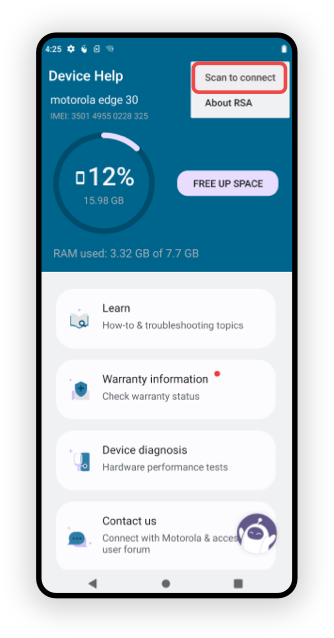 4:25
Device Help
Scan to connect
About RSA
motorola edge 30
IMEI: 3501 4955 0228 325
12%
15.98 GB
FREE UP SPACE
RAM used: 3.32 GB of 7.7 GB
Learn
How-to & troubleshooting topics
Warranty information
Check warranty status
Device diagnosis
Hardware performance tests
Contact us
Connect with Motorola & acces
user forum